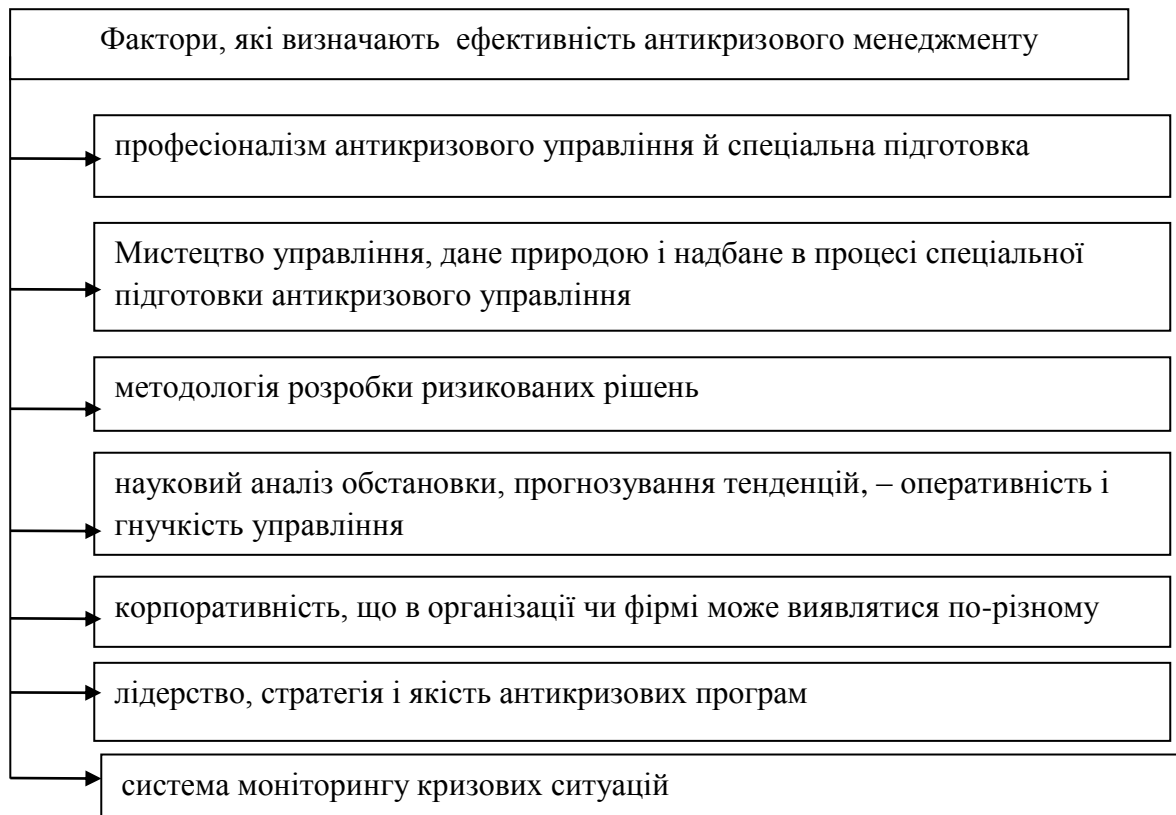 Фактори, які визначають ефективність антикризового менеджменту
професіоналізм антикризового управління й спеціальна підготовка
Мистецтво управління, дане природою і надбане в процесі спеціальної
підготовки антикризового управління
методологія розробки ризикованих рішень
науковий аналіз обстановки, прогнозування тенденцій, – оперативність і
гнучкість управління
корпоративність, що в організації чи фірмі може виявлятися по-різному
лідерство, стратегія і якість антикризових програм
система моніторингу кризових ситуацій